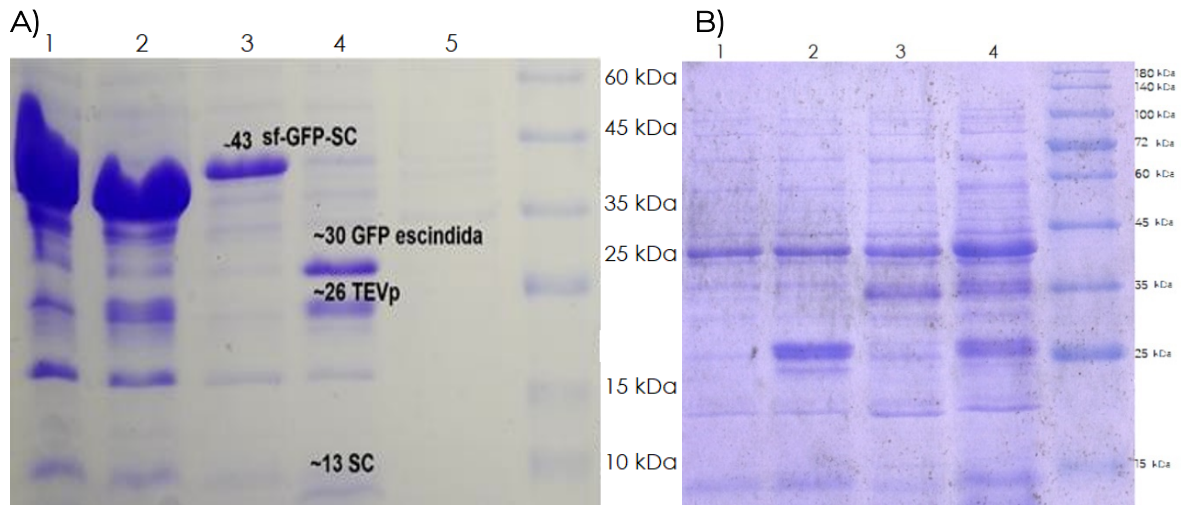 A)
1 2 3 4 5
~43 sf-GFP-SC
~30 GFP escindida
~26 TEVp
~13 SC
60 kDa
45 kDa
35 kDa
25 kDa
15 kDa
10 kDa
B)
1 2 3 4
180 kDa
140 kDa
100 kDa
72 kDa
60 kDa
45 kDa
35 kDa
25 kDa
15 kDa